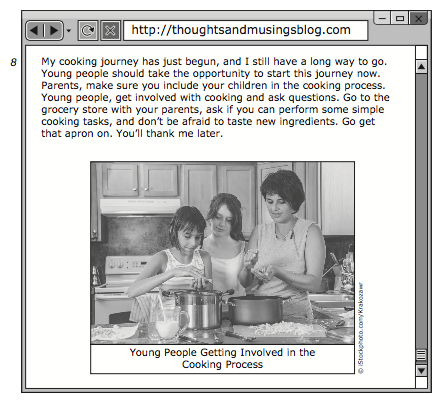 http://thoughtsandmusingsblog.com
8
My cooking journey has just begun, and I still have a long way to go.
Young people should take the opportunity to start this journey now.
Parents, make sure you include your children in the cooking process.
Young people, get involved with cooking and ask questions. Go to the
grocery store with your parents, ask if you can perform some simple
cooking tasks, and don’t be afraid to taste new ingredients. Go get
that apron on. You’ll thank me later.
© iStockphoto.com/Krakozawr
Young People Getting Involved in the
Cooking Process